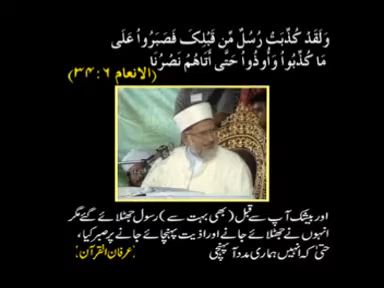 وَلَقَدْ كُذِّبَتْ رُسُلٌ مِّن قَبْلِكَ فَصَبَرُوا عَلَى
مَا كُذِّبُوا وَأُوذُوا حَتَّى أَتَاهُمْ نَصْرُنَا
(الانعام ٦ : ٣٤)
اور بیشک آپ سے قبل (بھی بہت سے) رسول جھٹلائے گئے مگر
انہوں نے جھٹلائے جانے اور اذیت پہنچائے جانے پر صبر کیا،
حتیٰ کہ انہیں ہماری مدد آ پہنچی (عرفان القرآن)